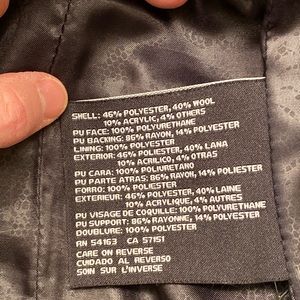 SHELL: 46% POLYESTER, 40% WOOL
10% ACRYLIC, 4% OTHERS
PU FACE: 100% POLYURETHANE
PU BACKING: 86% RAYON, 14% POLYESTER
LINING: 100% POLYESTER
EXTERIOR: 46% POLIESTER, 40% LANA
10% ACRILICO, 4% OTRAS
PU CARA: 100% POLIURETANO
PU PARTE ATRAS: 86% RAYON, 14% POLIESTER
FORRO: 100% POLIESTER
EXTERIEUR: 46% POLYESTER, 40% LAINE
10% ACRYLIQUE, 4% AUTRES
PU VISAGE DE COQUILLE: 100% POLYURETHANE
PU SUPPORT: 86% RAYONNE, 14% POLYESTER
DOUBLURE: 100% POLYESTER
RN 54163 CA 57151
CARE ON REVERSE
CUIDADO AL REVERSO
SOIN SUR L'INVERSE